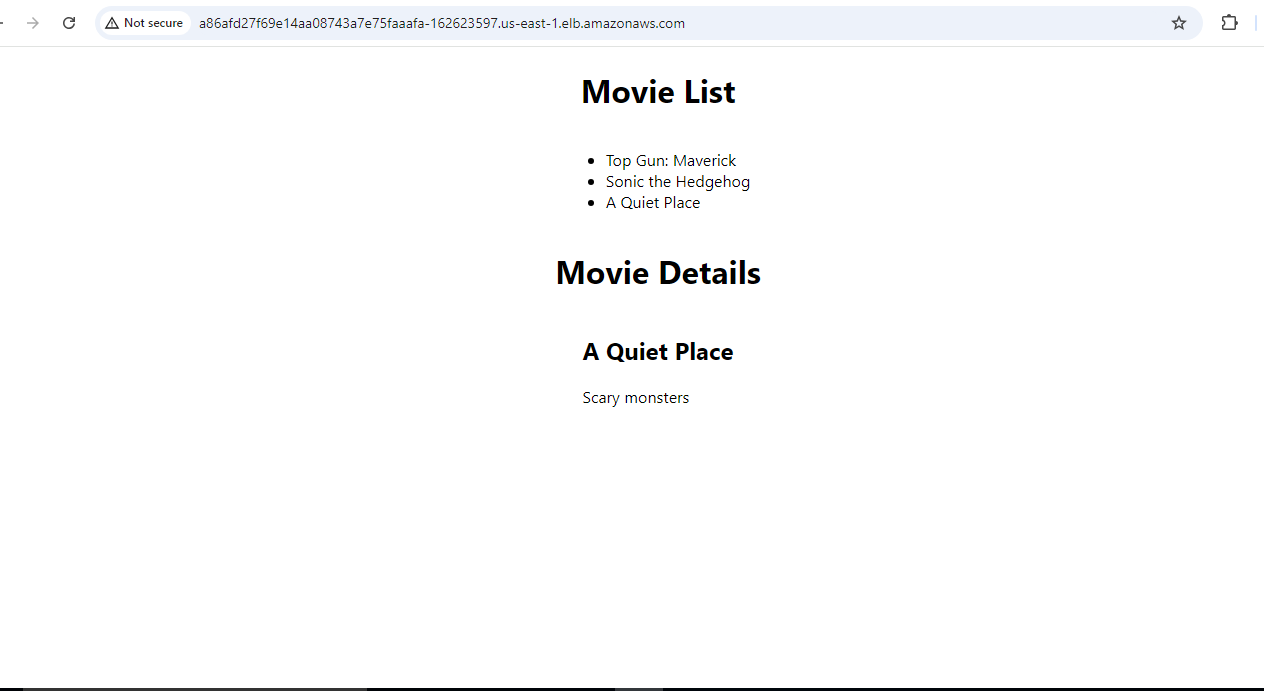 Not secure a86afd27f69e14aa08743a7e75faaafa-162623597.us-east-1.elb.amazonaws.com
Movie List
Top Gun: Maverick
Sonic the Hedgehog
A Quiet Place
Movie Details
A Quiet Place
Scary monsters